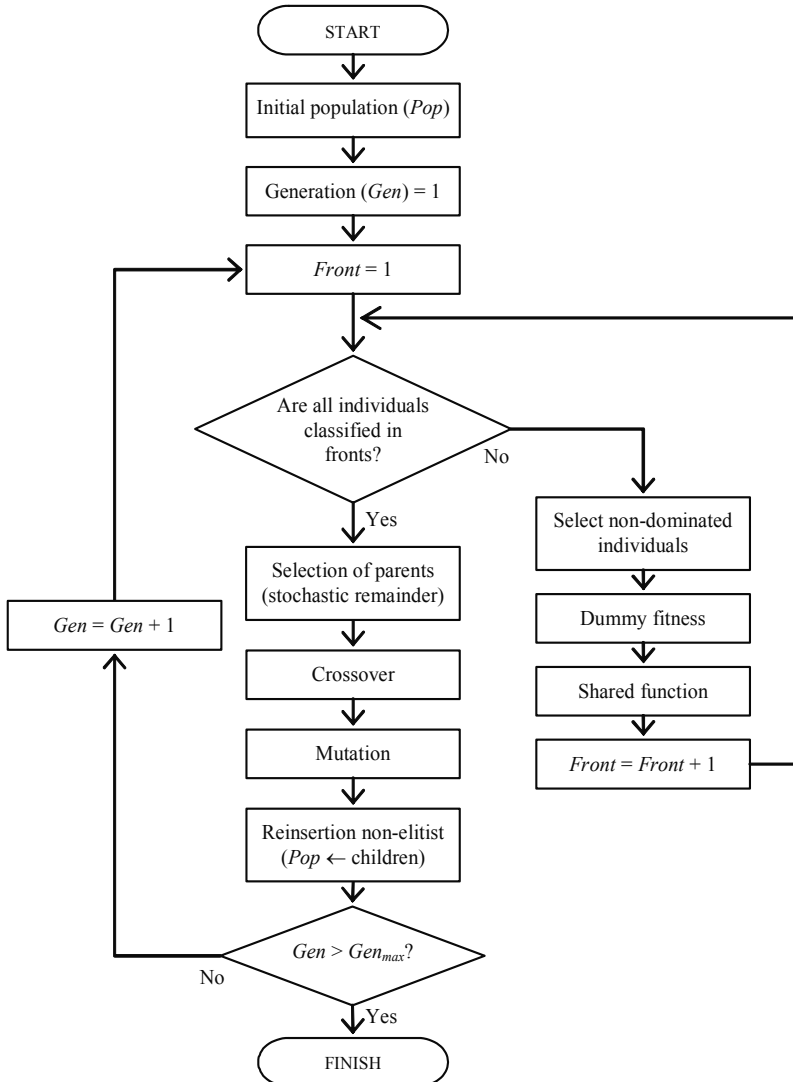 START
Initial population (Pop)
Generation (Gen) = 1
Front = 1
Are all individuals
classified in
fronts?
No
Yes
Select non-dominated
individuals
Selection of parents
(stochastic remainder)
Gen = Gen + 1
Dummy fitness
Crossover
Shared function
Mutation
Front = Front + 1
Reinsertion non-elitist
(Pop ← children)
Gen > Genmax?
No
Yes
FINISH